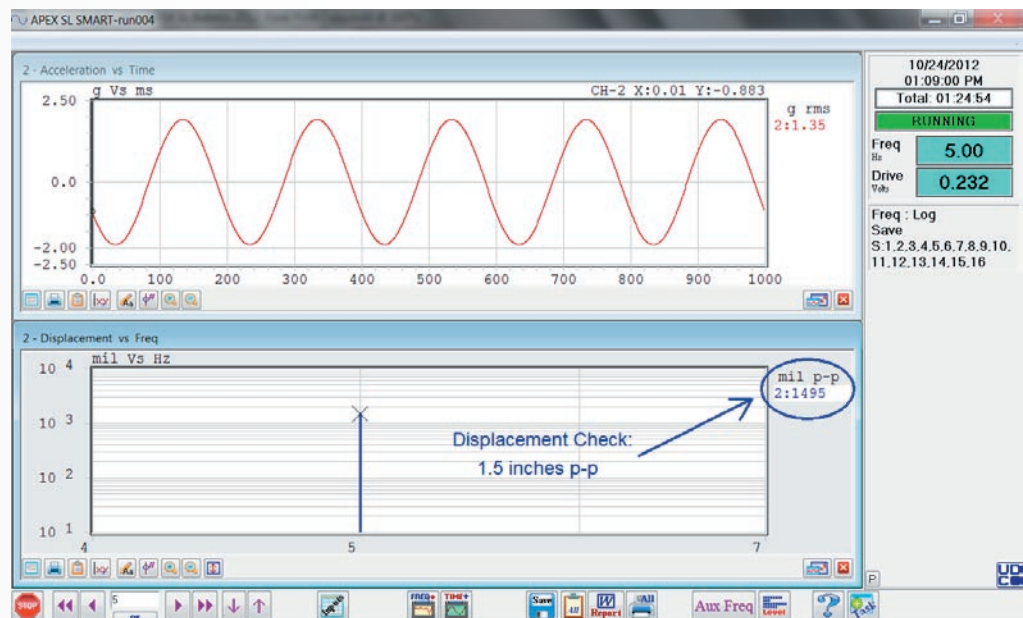 APEX SL SMART-run004
2 - Acceleration vs Time
g Vs ms
CH-2 X:0.01 Y:-0.883
2.50
0.0
-2.00
-2.50
g rms
2:1.35
0.0 100 200 300 400 500 600 700 800 900 1000
2 - Displacement vs Freq
mil Vs Hz
10 4
10 3
10 2
10 1
mil p-p
2:1495
Displacement Check:
1.5 inches p-p
4 5 7
10/24/2012
01:09:00 PM
Total: 01:24:54
RUNNING
Freq
Hz
5.00
Drive
Volts
0.232
Freq : Log
Save
S:1,2,3,4,5,6,7,8,9,10,
11,12,13,14,15,16
P
STOP
5
FREQ+
TIME+
Save
All
W
Report
All
Aux Freq
Level
?
Task